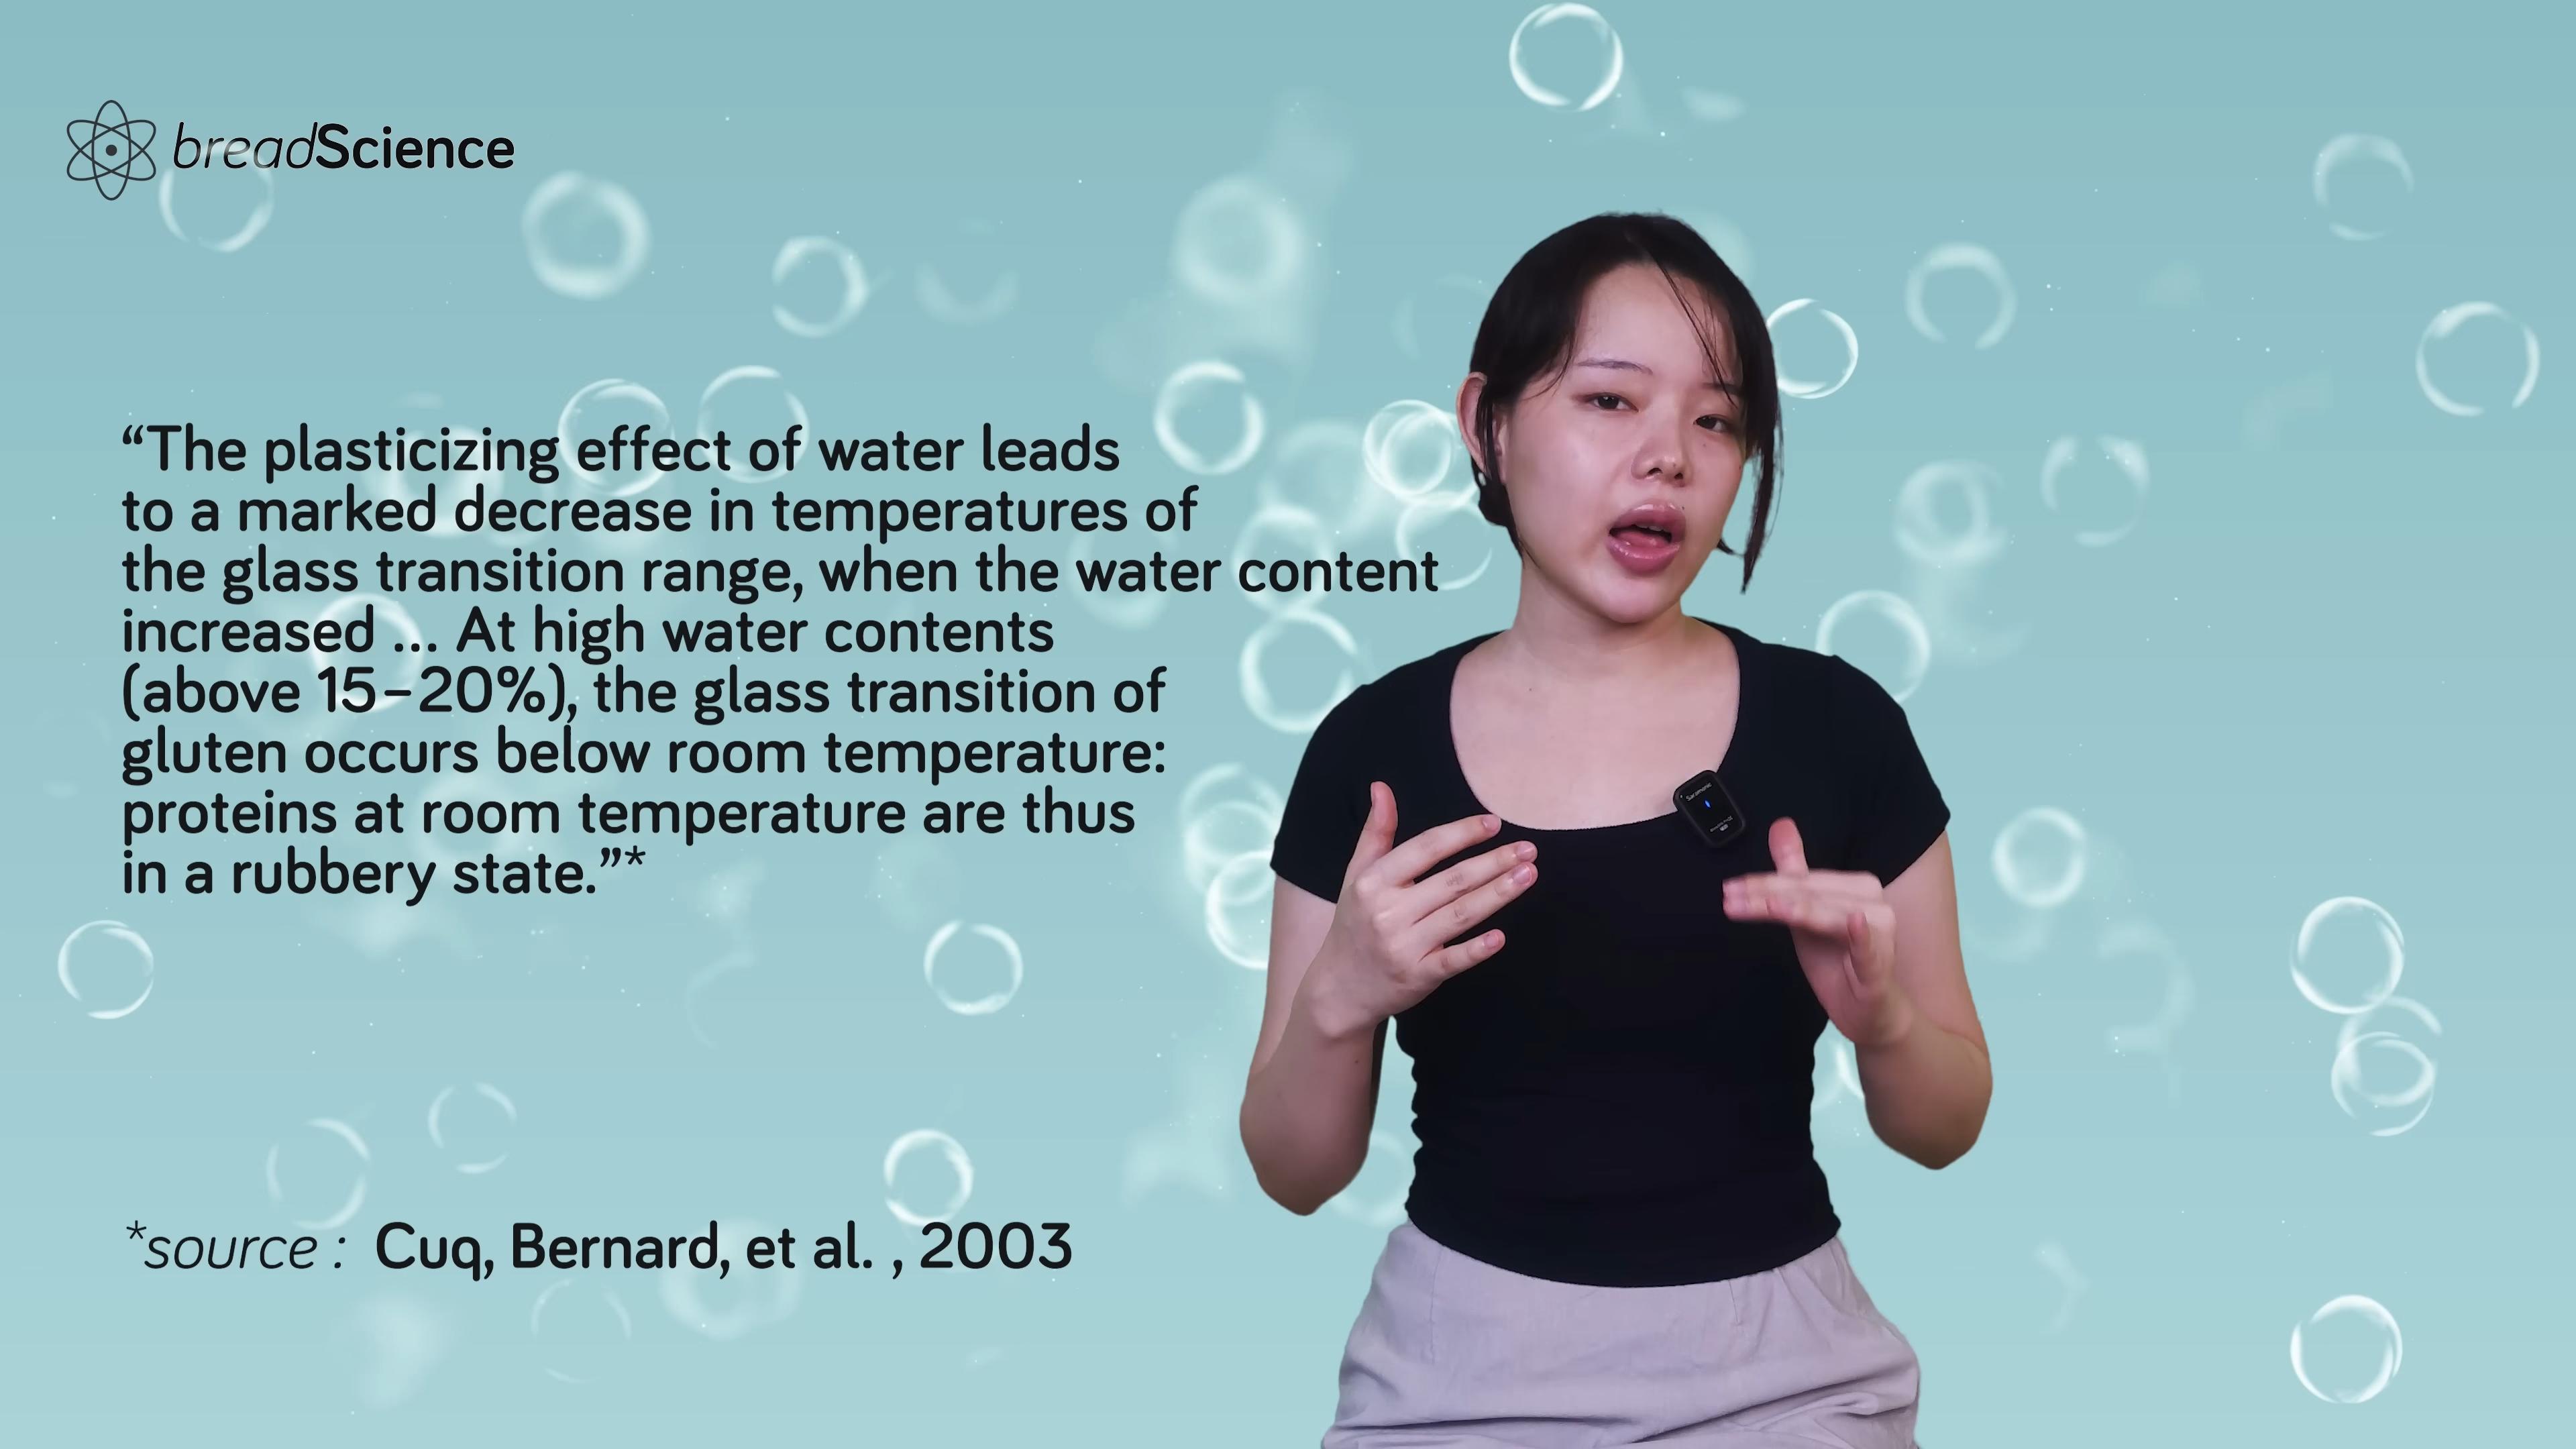 breadScience
“The plasticizing effect of water leads
to a marked decrease in temperatures of
the glass transition range, when the water content
increased ... At high water contents
(above 15–20%), the glass transition of
gluten occurs below room temperature:
proteins at room temperature are thus
in a rubbery state.”*
Saramonic
*source : Cuq, Bernard, et al. , 2003